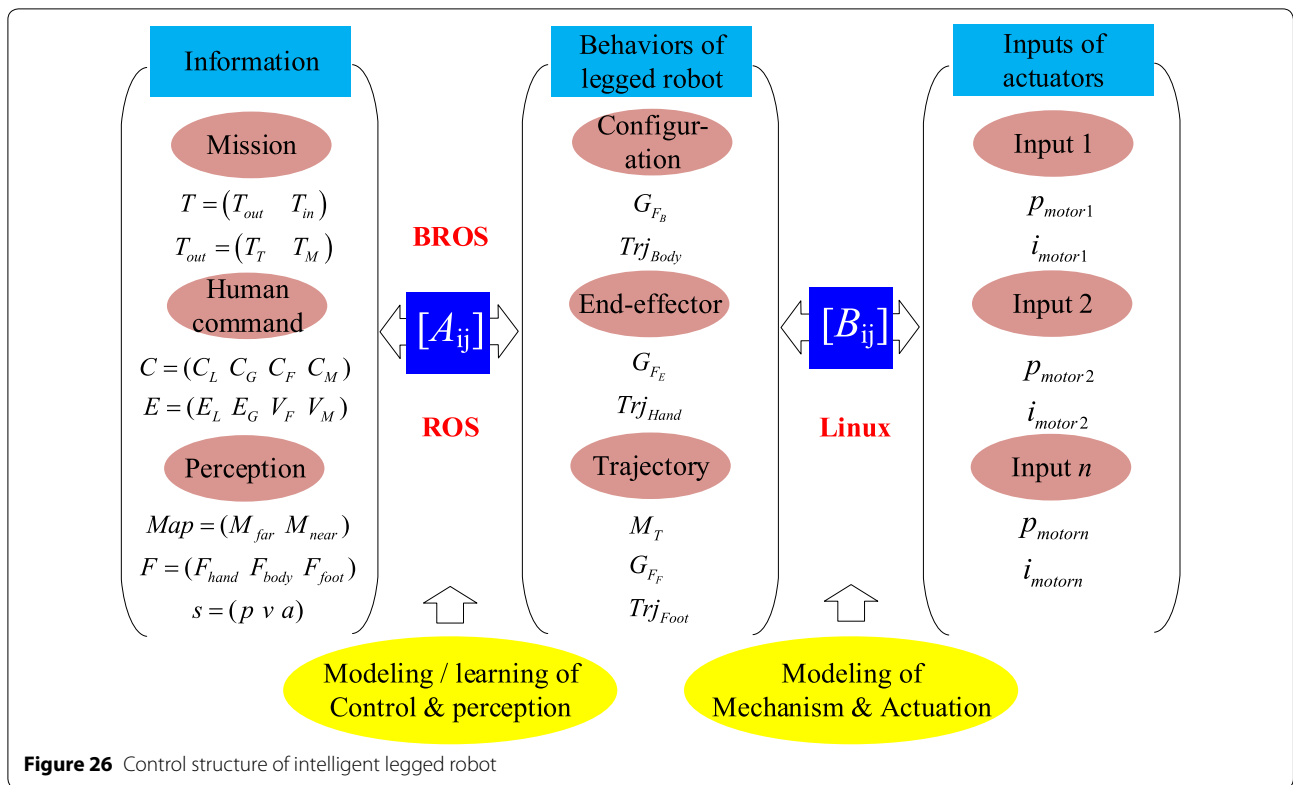 Information
Mission
T = (T_out T_in)
T_out = (T_T T_M)
Human
command
C = (C_L C_G C_F C_M)
E = (E_L E_G V_F V_M)
Perception
Map = (M_far M_near)
F = (F_hand F_body F_foot)
s = (p v a)
BROS
[A_ij]
ROS
Modeling / learning of
Control & perception
Behaviors of
legged robot
Configur-
ation
G_F_B
Trj_Body
End-effector
G_F_E
Trj_Hand
Trajectory
M_T
G_F_F
Trj_Foot
[B_ij]
Linux
Modeling of
Mechanism & Actuation
Inputs of
actuators
Input 1
p_motor1
i_motor1
Input 2
p_motor2
i_motor2
Input n
p_motorn
i_motorn
Figure 26 Control structure of intelligent legged robot